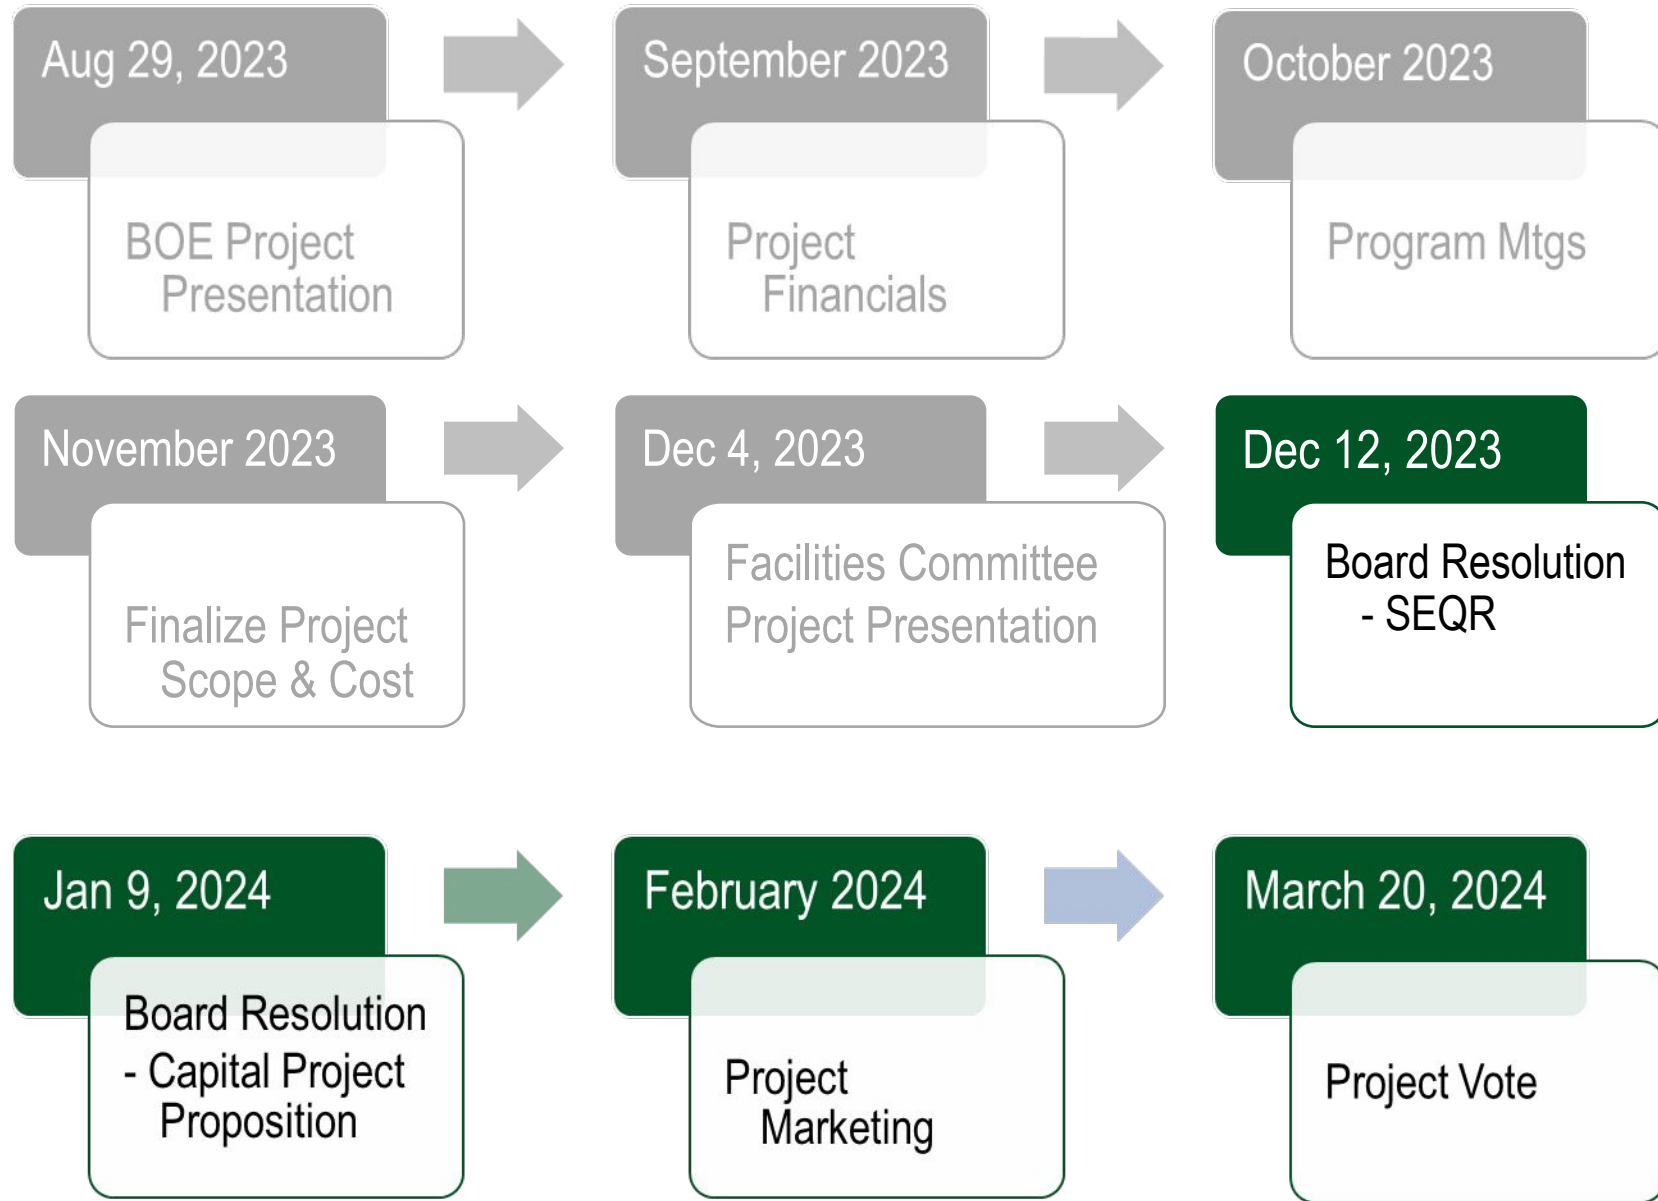 Aug 29, 2023
BOE Project
Presentation
September 2023
Project
Financials
October 2023
Program Mtgs
November 2023
Finalize Project
Scope & Cost
Dec 4, 2023
Facilities Committee
Project Presentation
Dec 12, 2023
Board Resolution
- SEQR
Jan 9, 2024
Board Resolution
- Capital Project
Proposition
February 2024
Project
Marketing
March 20, 2024
Project Vote